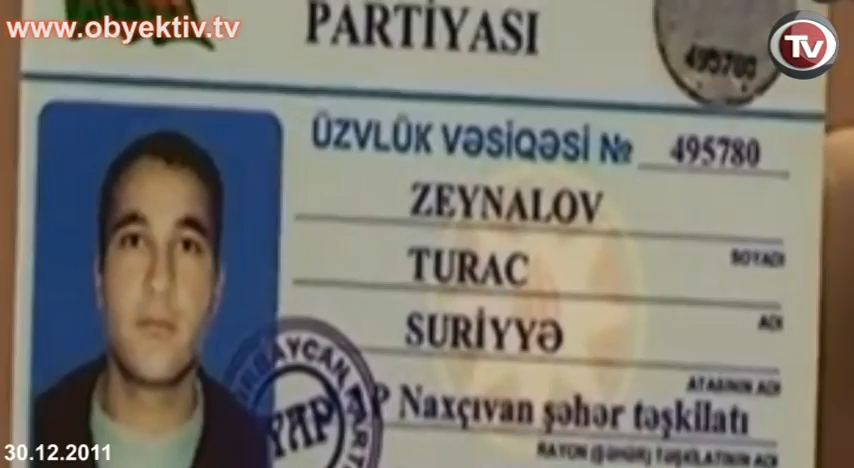 www.obyektiv.tv
PARTİYASI
TV
495780
ÜZVLÜK VƏSİQƏSİ № 495780
ZEYNALOV
SOYADI
TURAC
ADI
SURİYYƏ
ATASININ ADI
P Naxçıvan şəhər təşkilatı
RAYON (ŞƏHƏR) TƏŞKİLATININ ADI
YAP
30.12.2011